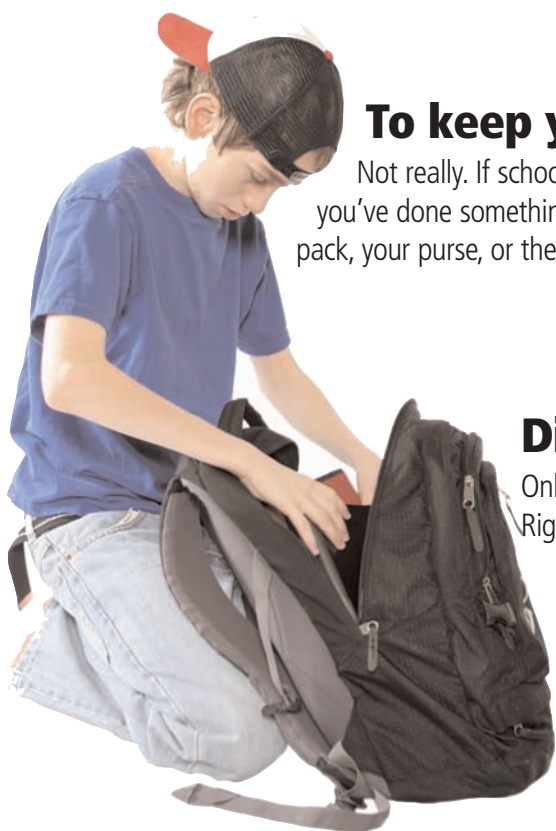 To keep y
Not really. If schoo
you’ve done somethin
pack, your purse, or the
Di
Onl
Rig